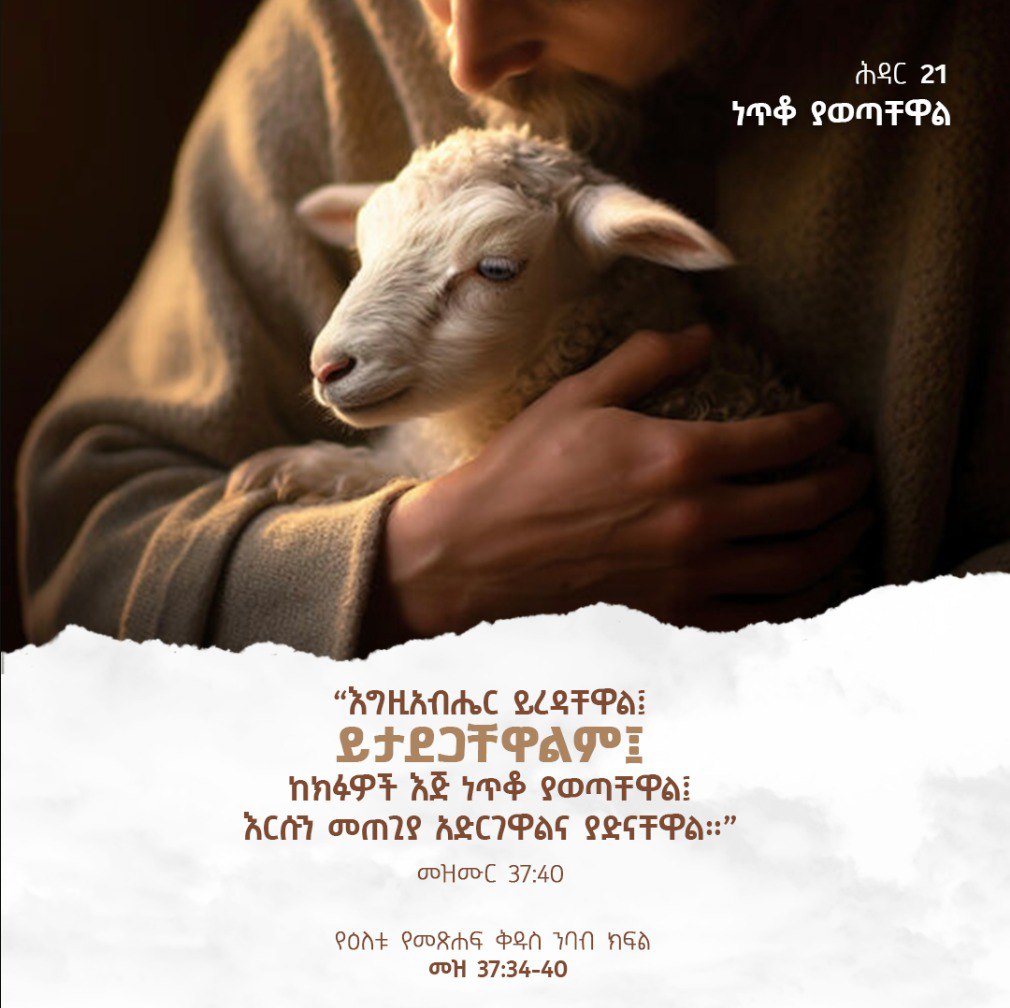 ሕዳር 21
ነጥቆ ያወጣቸዋል
“እግዚአብሔር ይረዳቸዋል፤
ይታደጋቸዋልም፤
ከክፉዎች እጅ ነጥቆ ያወጣቸዋል፤
እርሱን መጠጊያ አድርገዋልና ያድናቸዋል።”
መዝሙር 37:40
የዕለቱ የመጽሐፍ ቅዱስ ንባብ ክፍል
መዝ 37:34-40